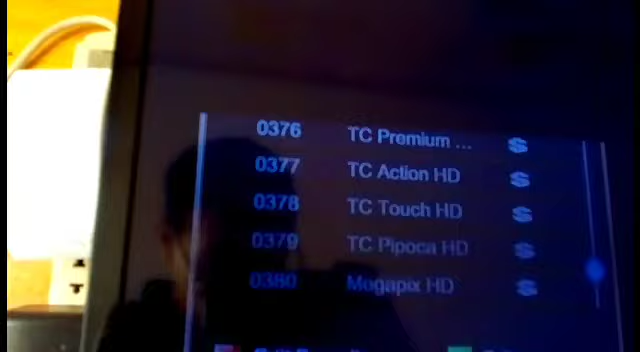 0376 TC Premium ... $
0377 TC Action HD $
0378 TC Touch HD $
0379 TC Pipoca HD $
0380 Megapix HD $